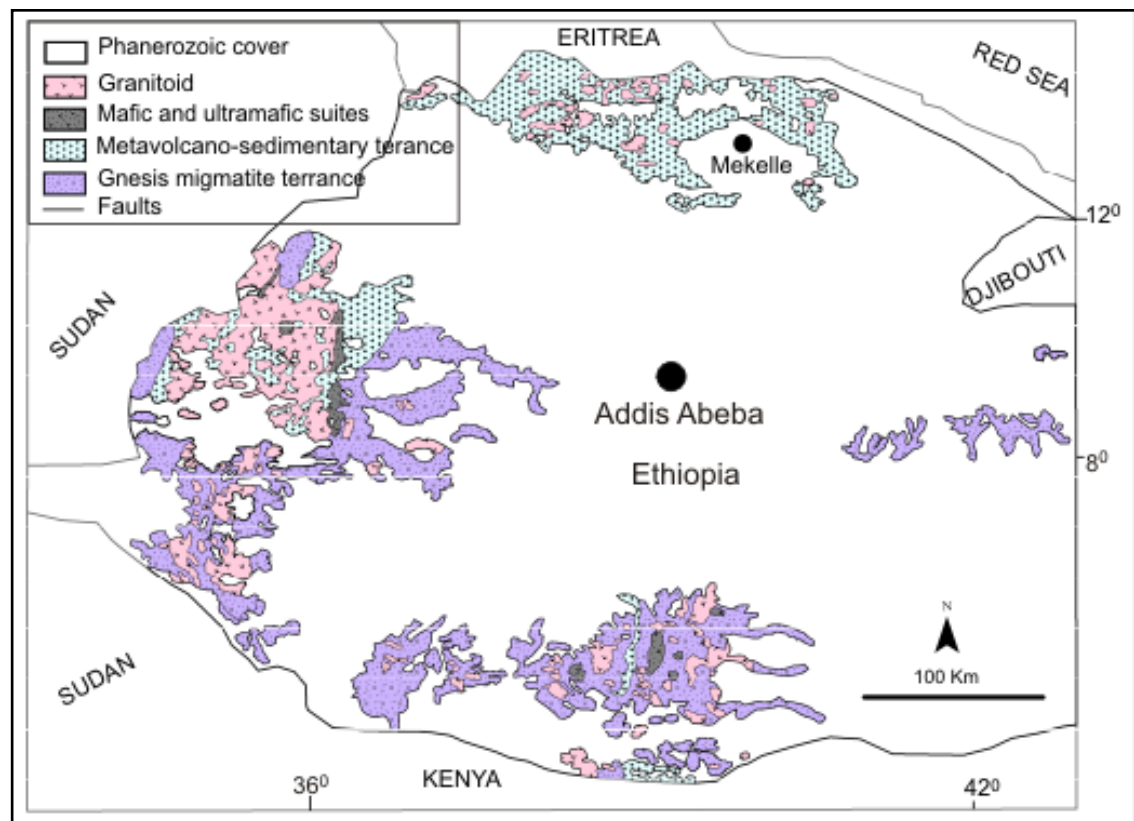 Phanerozoic cover
Granitoid
Mafic and ultramafic suites
Metavolcano-sedimentary terance
Gnesis migmatite terrance
Faults
ERITREA
RED SEA
Mekelle
12⁰
DJIBOUTI
SUDAN
Addis Abeba
Ethiopia
8⁰
N
100 Km
SUDAN
KENYA
36⁰
42⁰